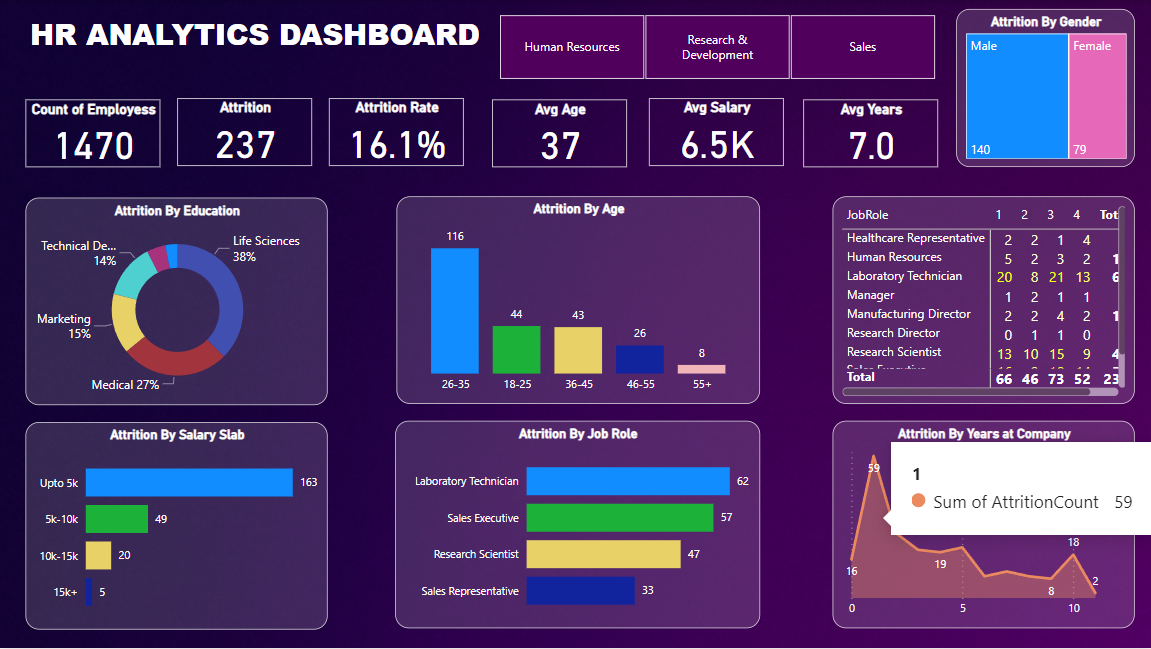 HR ANALYTICS DASHBOARD
Human Resources
Research &
Development
Sales
Attrition By Gender
Male
Female
140
79
Count of Employess
1470
Attrition
237
Attrition Rate
16.1%
Avg Age
37
Avg Salary
6.5K
Avg Years
7.0
Attrition By Education
Life Sciences
38%
Technical De...
14%
Marketing
15%
Medical 27%
Attrition By Age
116
44
43
26
8
26-35
18-25
36-45
46-55
55+
JobRole 1 2 3 4 Tot
Healthcare Representative 2 2 1 4
Human Resources 5 2 3 2 1
Laboratory Technician 20 8 21 13 6
Manager 1 2 1 1
Manufacturing Director 2 2 4 2 1
Research Director 0 1 1 0
Research Scientist 13 10 15 9 4
Total 66 46 73 52 23
Attrition By Salary Slab
Upto 5k 163
5k-10k 49
10k-15k 20
15k+ 5
Attrition By Job Role
Laboratory Technician 62
Sales Executive 57
Research Scientist 47
Sales Representative 33
Attrition By Years at Company
59
1
Sum of AttritionCount 59
16
19
18
8
2
0
5
10